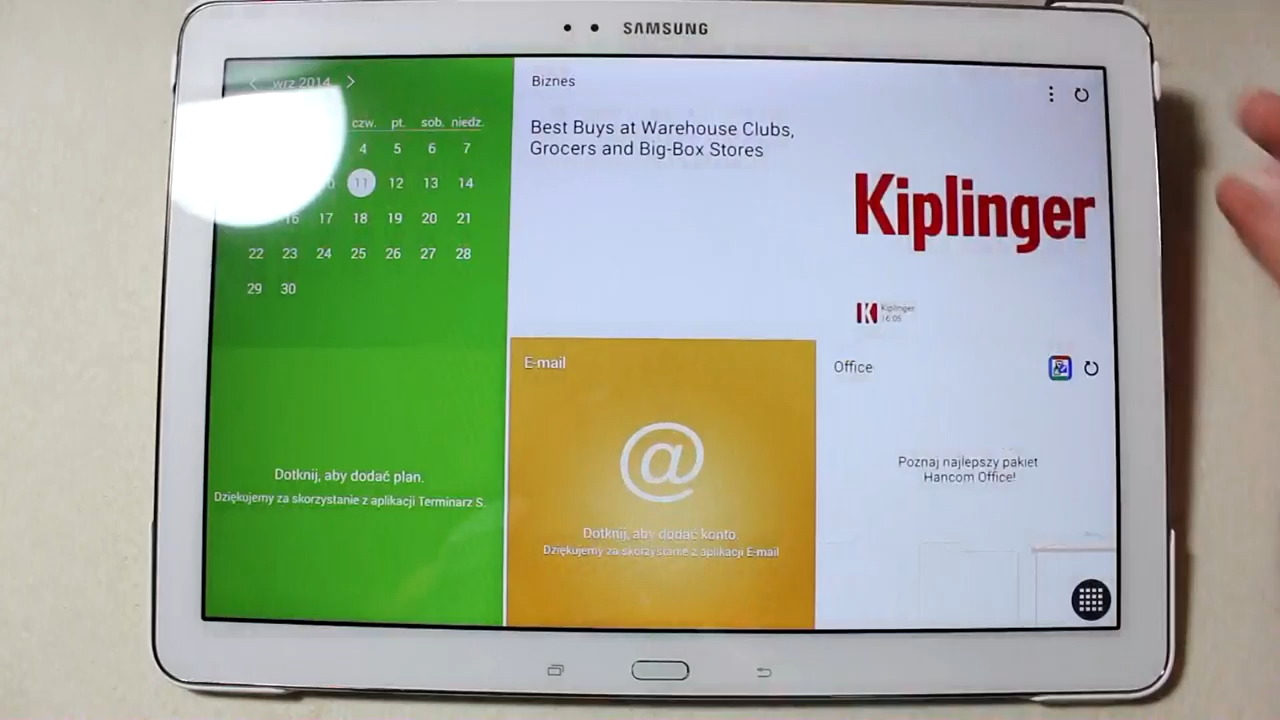 SAMSUNG
wrz 2014
czw. pt. sob. niedz.
4 5 6 7
11 12 13 14
16 17 18 19 20 21
22 23 24 25 26 27 28
29 30
Dotknij, aby dodać plan.
Dziękujemy za skorzystanie z aplikacji Terminarz S.
Biznes
Best Buys at Warehouse Clubs,
Grocers and Big-Box Stores
Kiplinger
K Kiplinger
16:05
E-mail
@
Dotknij, aby dodać konto.
Dziękujemy za skorzystanie z aplikacji E-mail
Office
Poznaj najlepszy pakiet
Hancom Office!